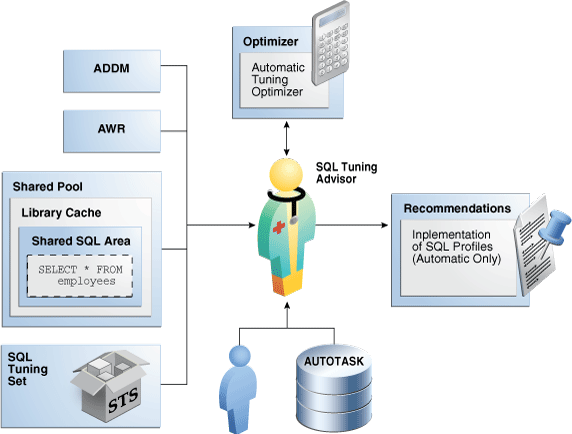 ADDM
AWR
Shared Pool
Library Cache
Shared SQL Area
SELECT * FROM
employees
SQL
Tuning
Set
STS
Optimizer
Automatic
Tuning
Optimizer
SQL Tuning
Advisor
AUTOTASK
Recommendations
Inplementation
of SQL Profiles
(Automatic Only)